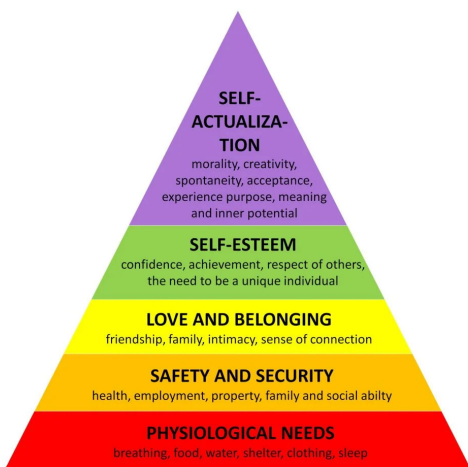 SELF-
ACTUALIZA-
TION
morality, creativity,
spontaneity, acceptance,
experience purpose, meaning
and inner potential
SELF-ESTEEM
confidence, achievement, respect of others,
the need to be a unique individual
LOVE AND BELONGING
friendship, family, intimacy, sense of connection
SAFETY AND SECURITY
health, employment, property, family and social abilty
PHYSIOLOGICAL NEEDS
breathing, food, water, shelter, clothing, sleep